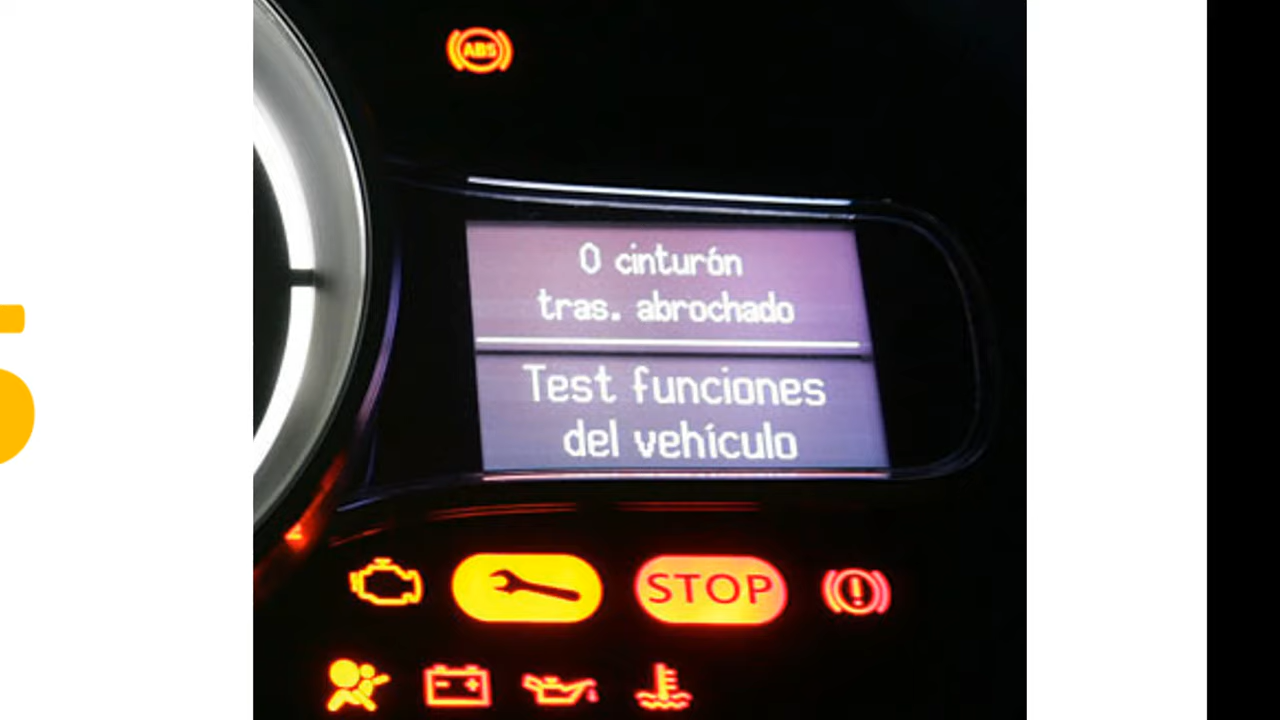 ABS
0 cinturón
tras. abrochado
Test funciones
del vehículo
STOP